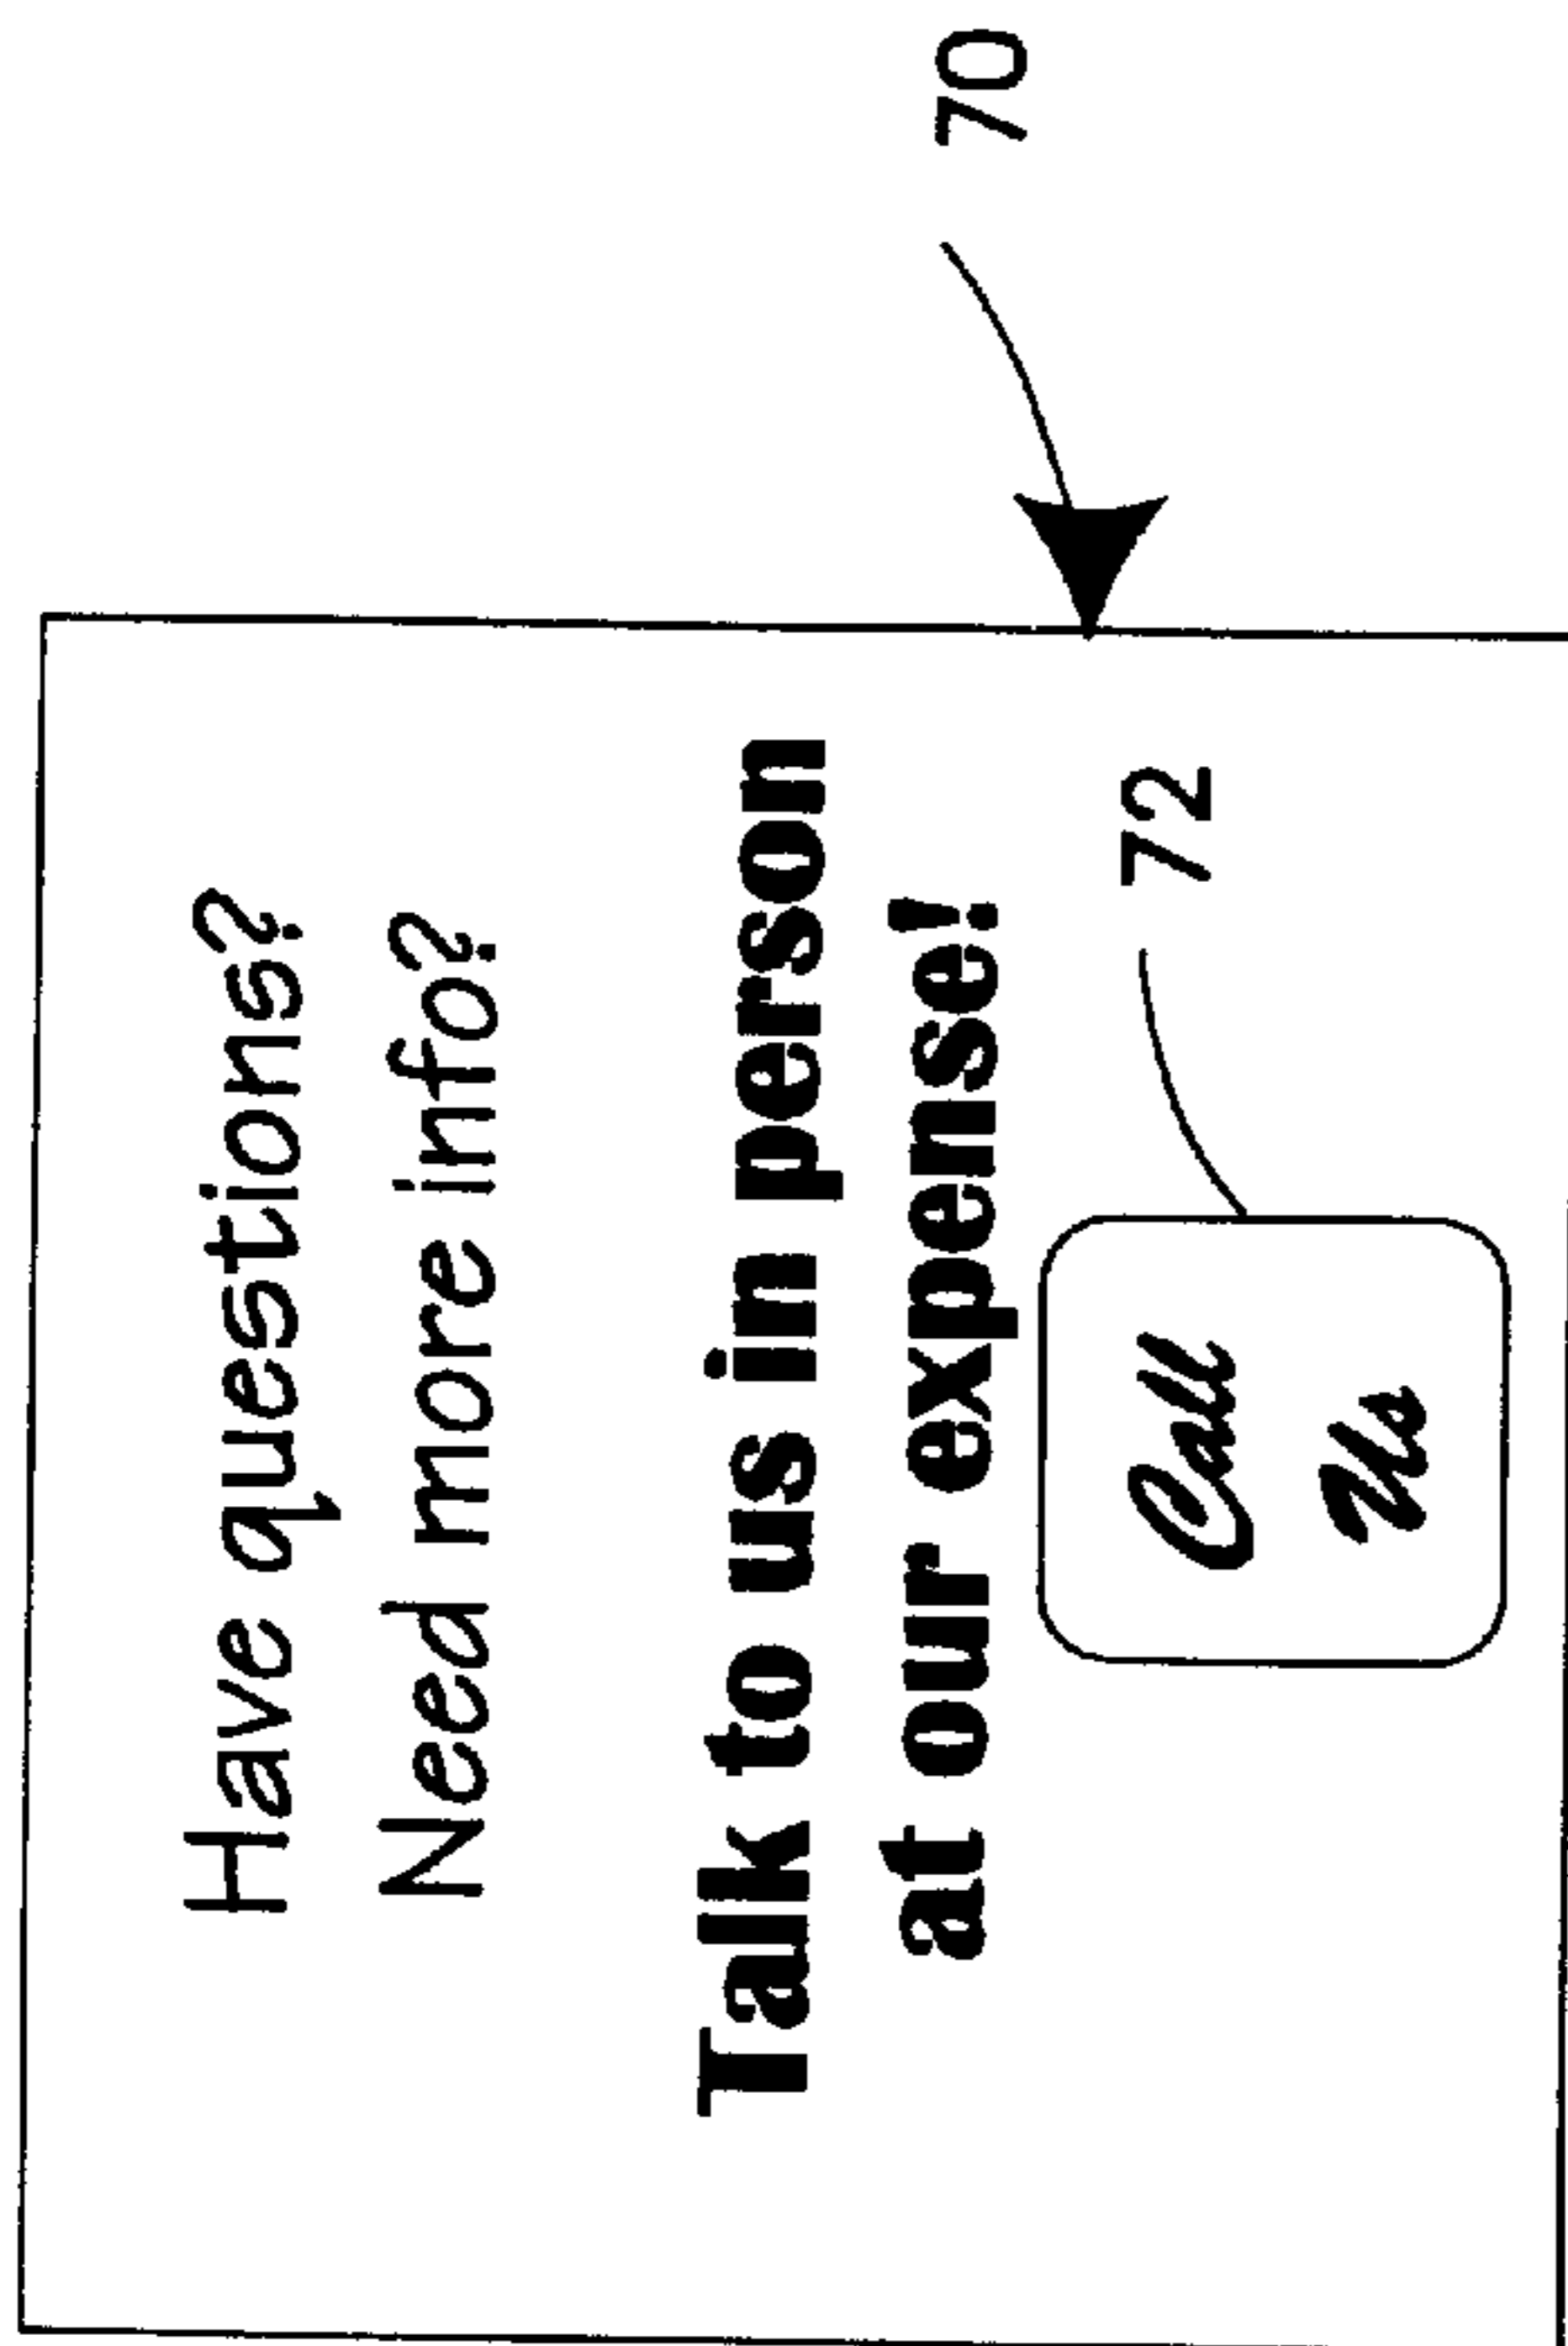 Have questions?
Need more info?
Talk to us in person
at our expense!
Call
Us
72
70